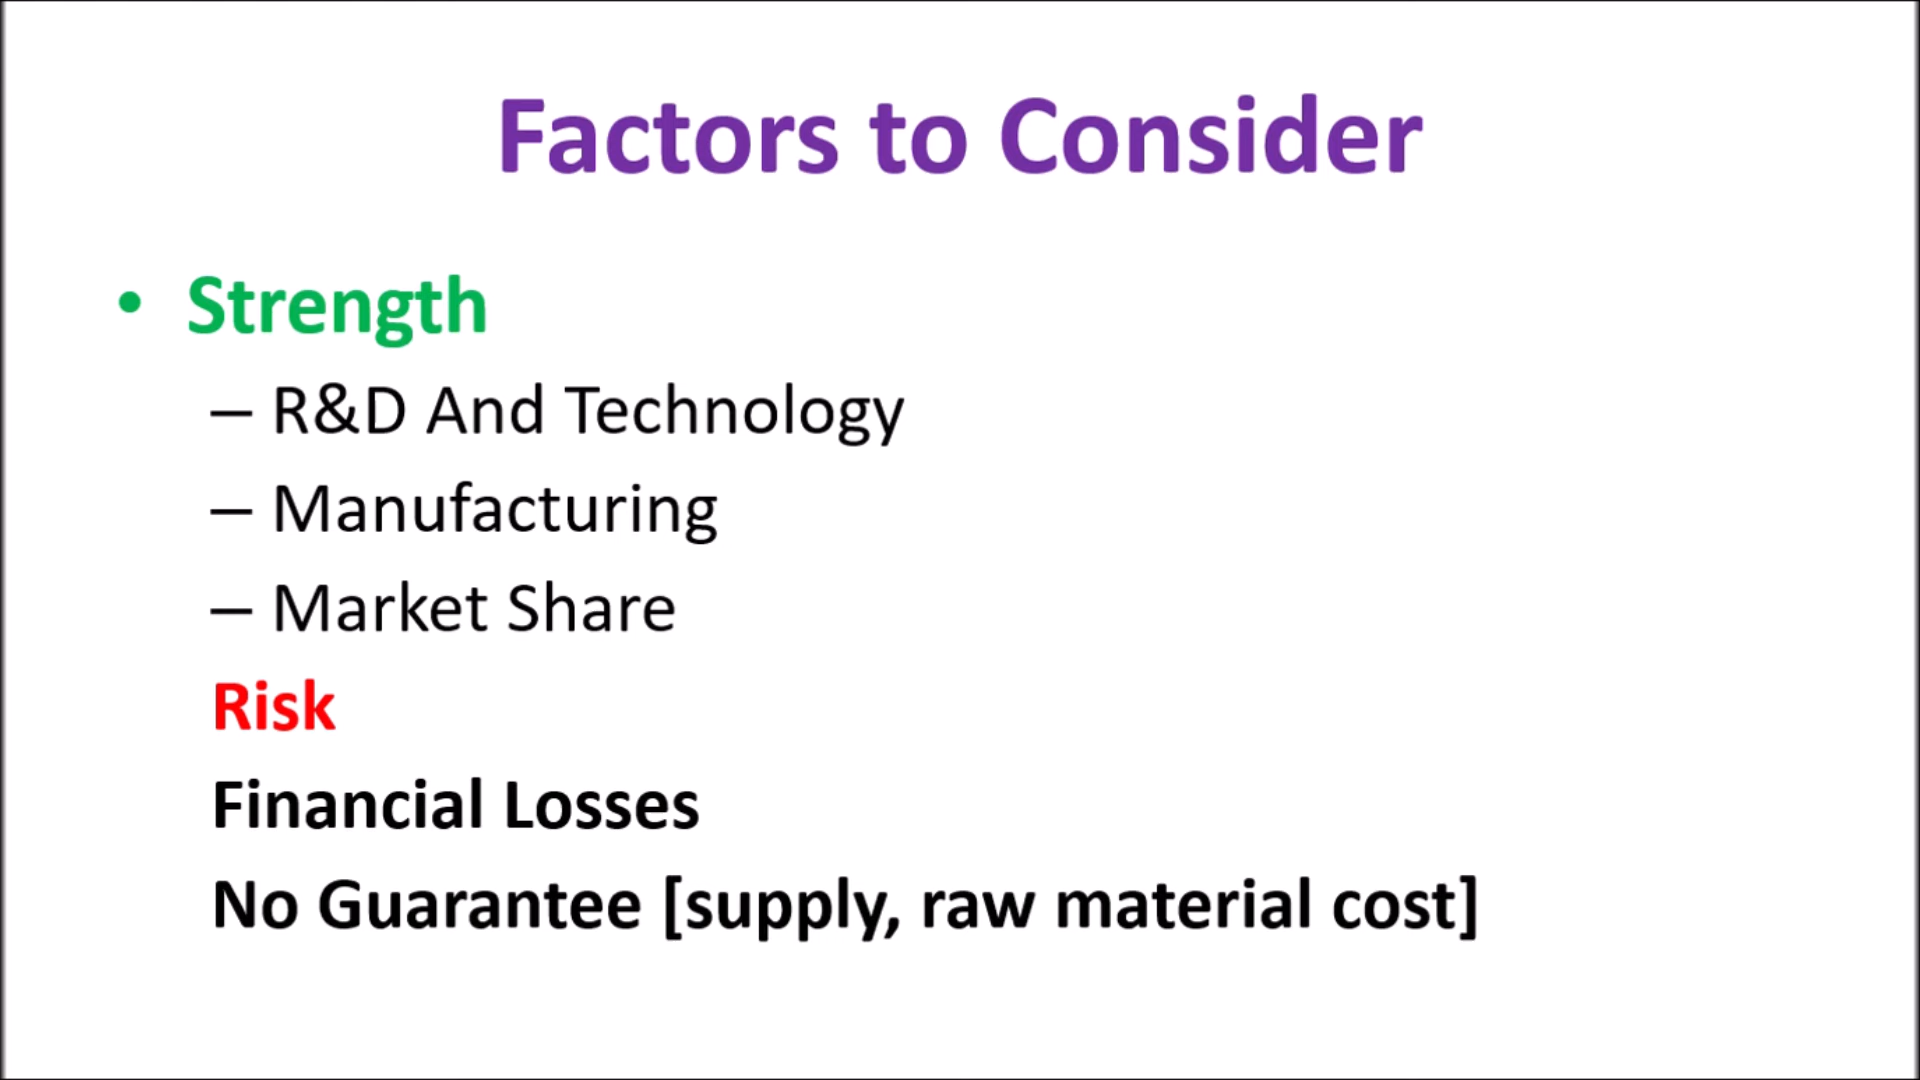 Factors to Consider
• Strength
– R&D And Technology
– Manufacturing
– Market Share
Risk
Financial Losses
No Guarantee [supply, raw material cost]